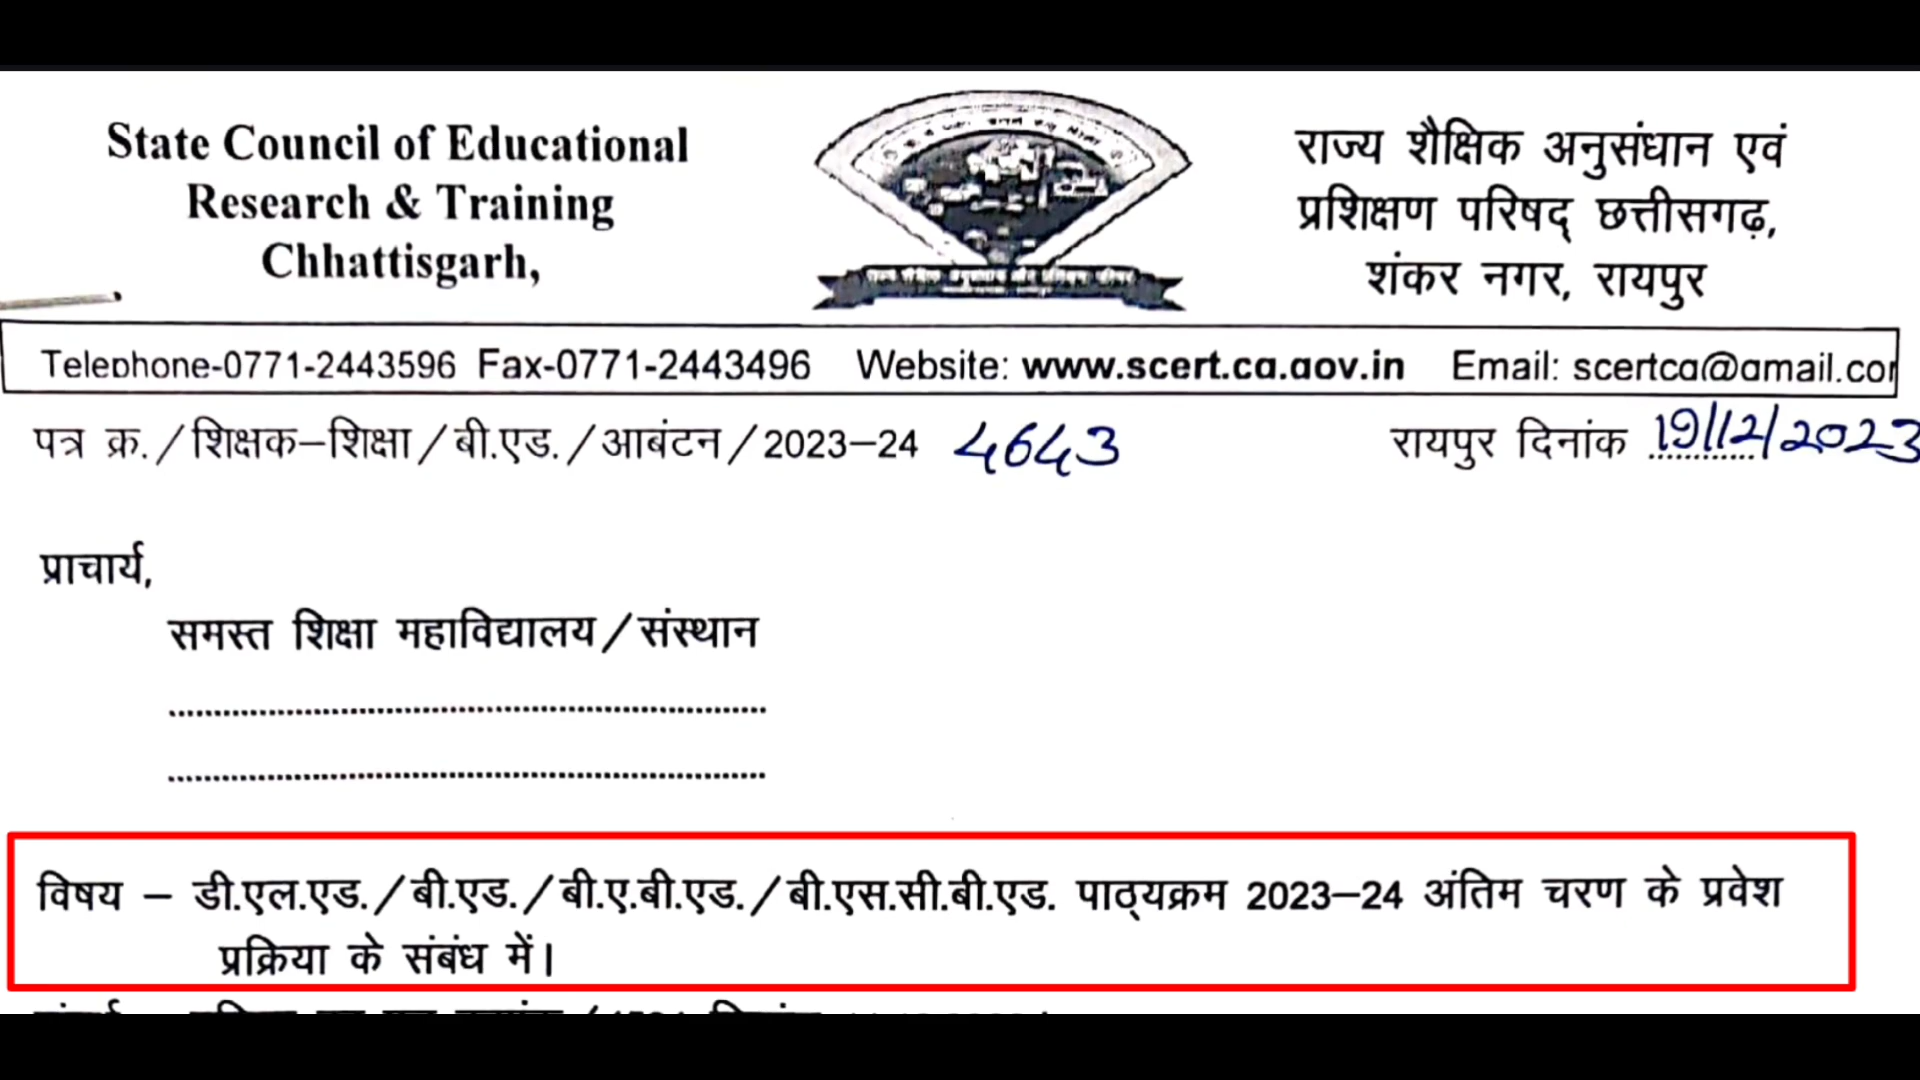 State Council of Educational
Research & Training
Chhattisgarh,
राज्य शैक्षिक अनुसंधान एवं
प्रशिक्षण परिषद् छत्तीसगढ़,
शंकर नगर, रायपुर
Telephone-0771-2443596 Fax-0771-2443496 Website: www.scert.cg.gov.in Email: scertcg@gmail.com
पत्र क्र./शिक्षक–शिक्षा/बी.एड./आबंटन/2023–24 4643 रायपुर दिनांक 19/12/2023
प्राचार्य,
समस्त शिक्षा महाविद्यालय/संस्थान
विषय – डी.एल.एड./बी.एड./बी.ए.बी.एड./बी.एस.सी.बी.एड. पाठ्यक्रम 2023–24 अंतिम चरण के प्रवेश
प्रक्रिया के संबंध में।